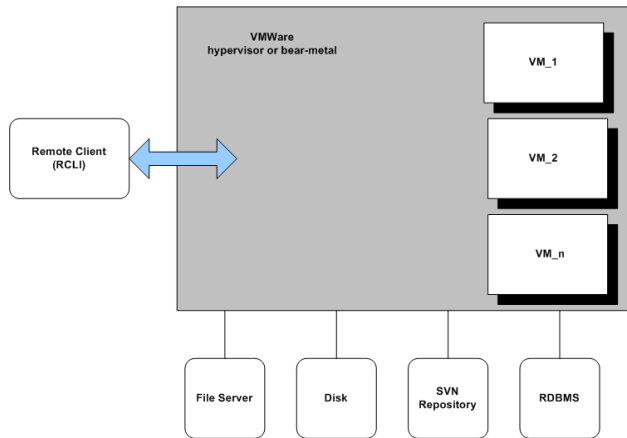 VMWare
hypervisor or bear-metal
VM_1
Remote Client
(RCLI)
VM_2
VM_n
File Server
Disk
SVN
Repository
RDBMS